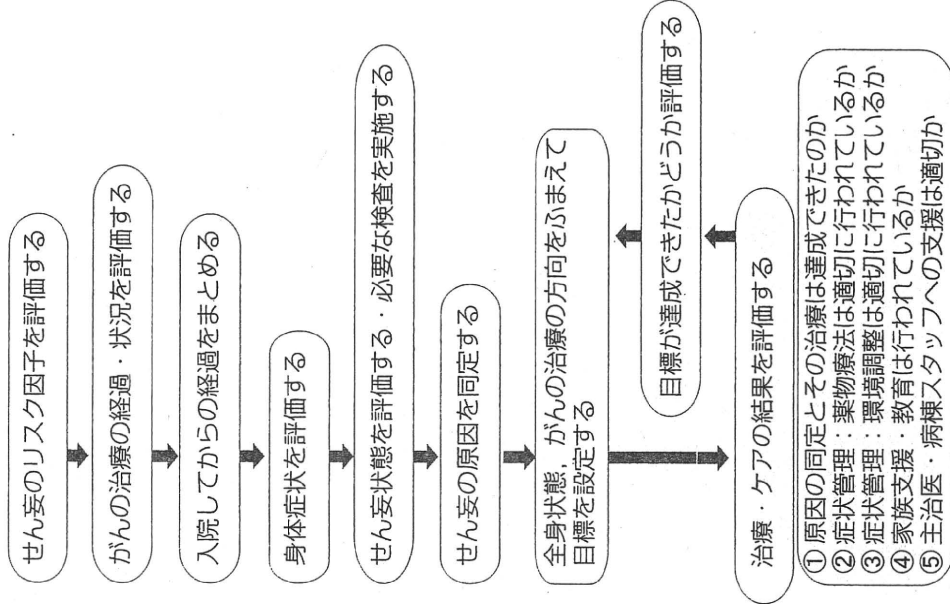 せん妄のリスク因子を評価する
がんの治療の経過・状況を評価する
入院してからの経過をまとめる
身体症状を評価する
せん妄状態を評価する・必要な検査を実施する
せん妄の原因を同定する
全身状態，がんの治療の方向をふまえて
目標を設定する
目標が達成できたかどうか評価する
治療・ケアの結果を評価する
① 原因の同定とその治療は達成できたのか
② 症状管理：薬物療法は適切に行われているか
③ 症状管理：環境調整は適切に行われているか
④ 家族支援・教育は行われているか
⑤ 主治医・病棟スタッフへの支援は適切か